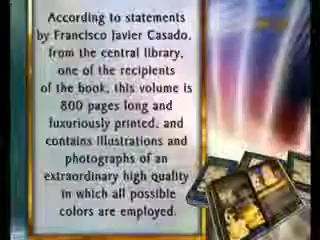 According to statements
by Francisco Javier Casado,
from the central library,
one of the recipients
of the book, this volume is
800 pages long and
luxuriously printed, and
contains illustrations and
photographs of an
extraordinary high quality
in which all possible
colors are employed.